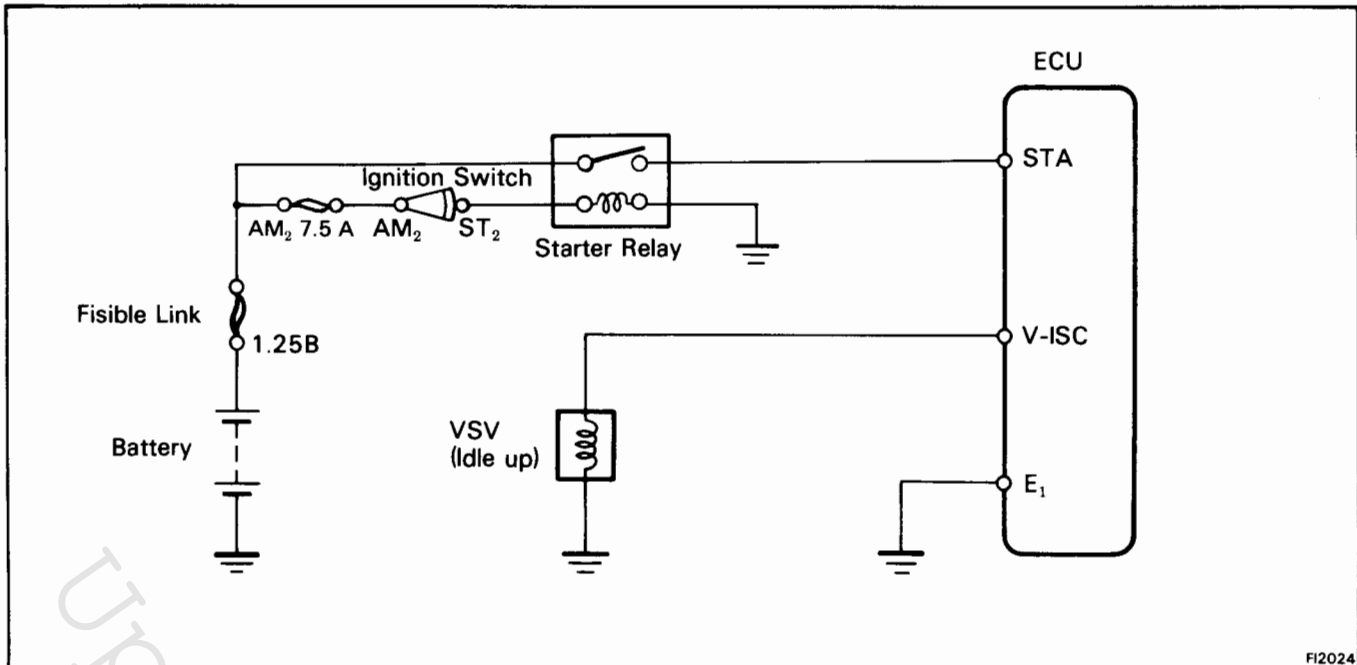 ECU
STA
Ignition Switch
AM₂ 7.5 A
AM₂
ST₂
Starter Relay
Fisible Link
1.25B
V-ISC
Battery
VSV
(Idle up)
E₁
FI2024